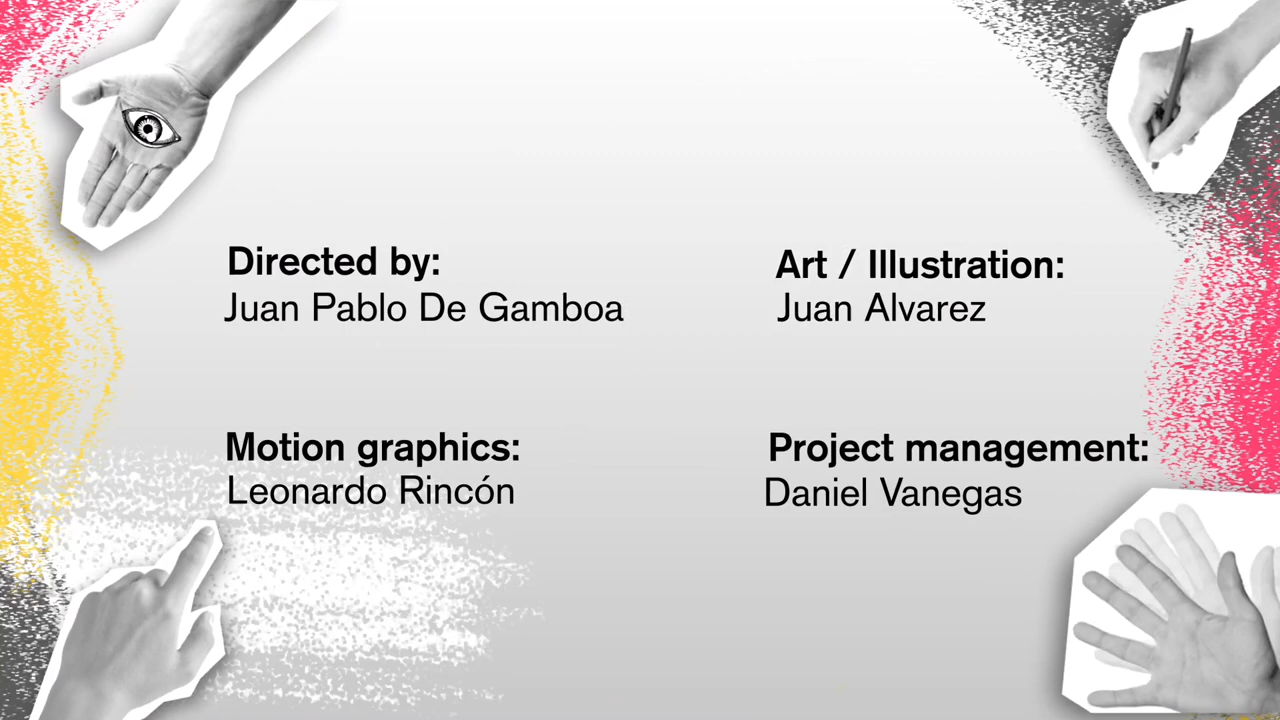 Directed by:
Juan Pablo De Gamboa
Art / Illustration:
Juan Alvarez
Motion graphics:
Leonardo Rincón
Project management:
Daniel Vanegas